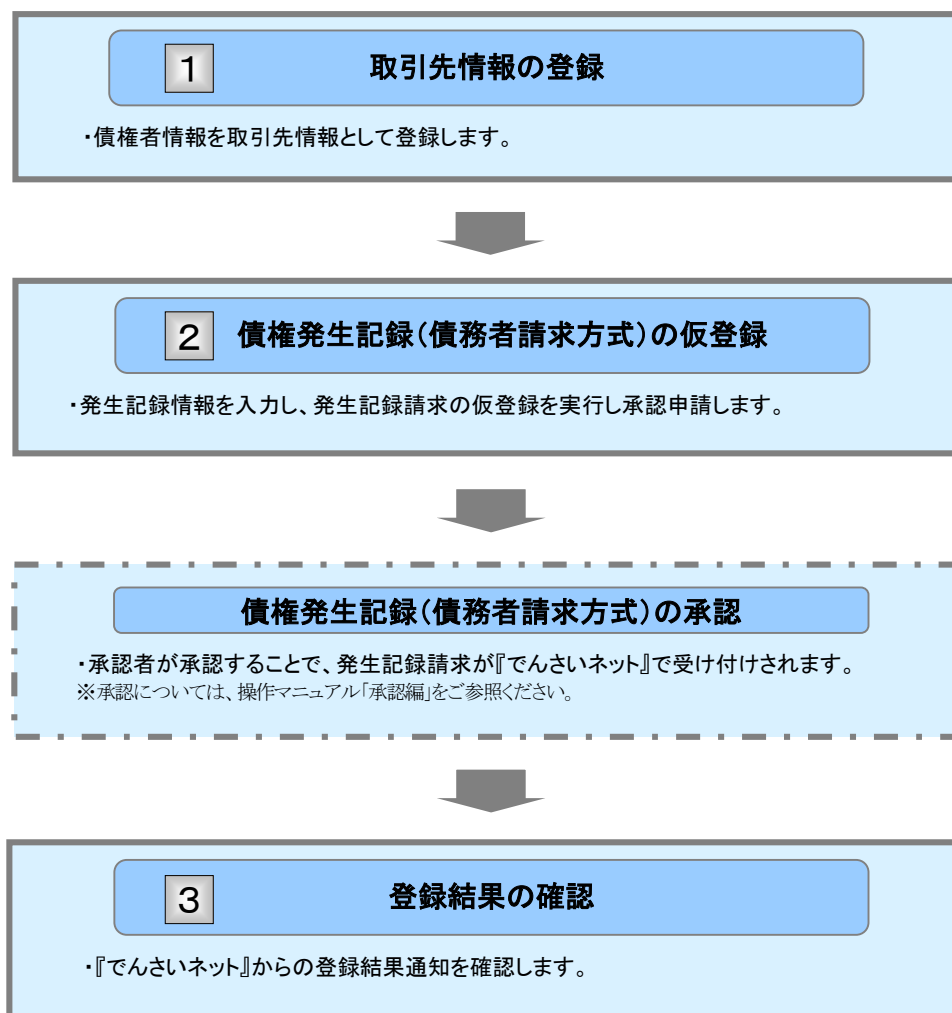 1 取引先情報の登録
・債権者情報を取引先情報として登録します。
2 債権発生記録(債務者請求方式)の仮登録
・発生記録情報を入力し、発生記録請求の仮登録を実行し承認申請します。
債権発生記録(債務者請求方式)の承認
・承認者が承認することで、発生記録請求が『でんさいネット』で受け付けされます。
※承認については、操作マニュアル「承認編」をご参照ください。
3 登録結果の確認
・『でんさいネット』からの登録結果通知を確認します。